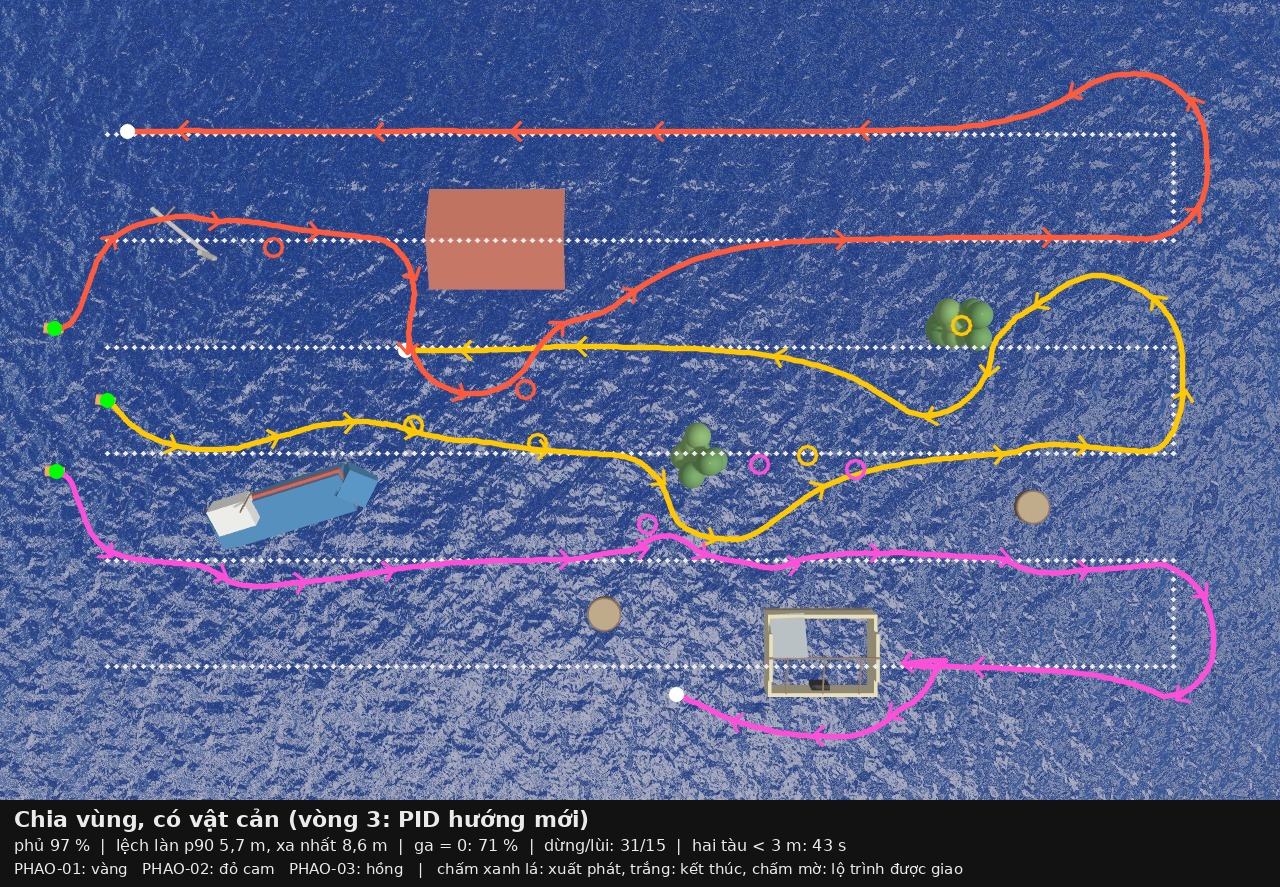 Chia vùng, có vật cản (vòng 3: PID hướng mới)
phủ 97 % | lệch làn p90 5,7 m, xa nhất 8,6 m | ga = 0: 71 % | dừng/lùi: 31/15 | hai tàu < 3 m: 43 s
PHAO-01: vàng PHAO-02: đỏ cam PHAO-03: hồng | chấm xanh lá: xuất phát, trắng: kết thúc, chấm mờ: lộ trình được giao